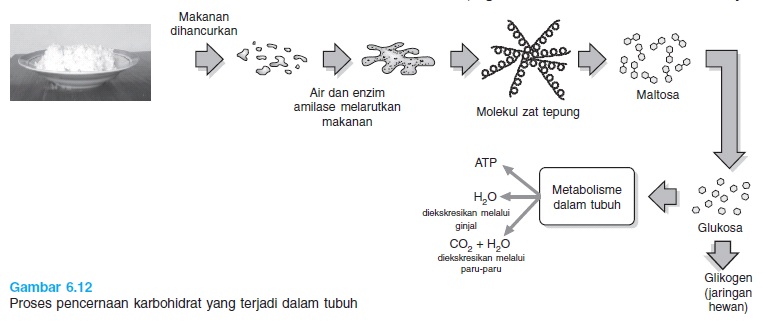 Makanan
dihancurkan
Air dan enzim
amilase melarutkan
makanan
Molekul zat tepung
Maltosa
Glukosa
Glikogen
(jaringan
hewan)
Metabolisme
dalam tubuh
ATP
H₂O
diekskresikan melalui
ginjal
CO₂ + H₂O
diekskresikan melalui
paru-paru
Gambar 6.12
Proses pencernaan karbohidrat yang terjadi dalam tubuh